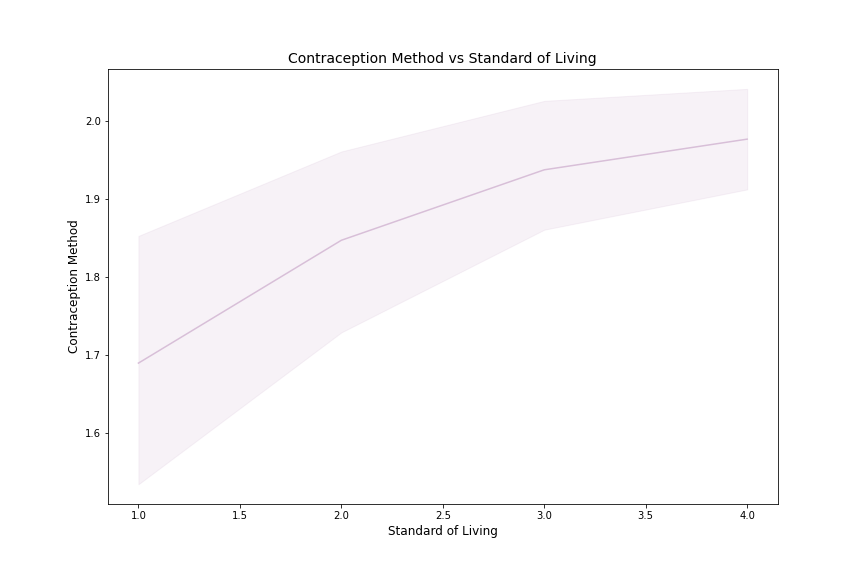 Contraception Method vs Standard of Living
Contraception Method
2.0
1.9
1.8
1.7
1.6
1.0 1.5 2.0 2.5 3.0 3.5 4.0
Standard of Living